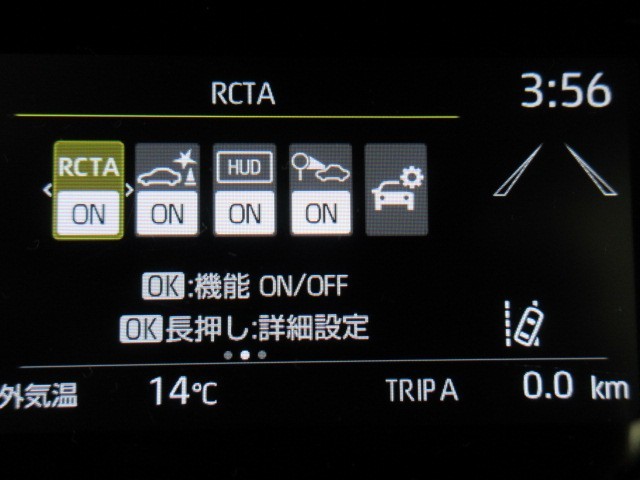 RCTA 3:56
RCTA HUD
ON ON ON ON
OK:機能 ON/OFF
OK長押し:詳細設定
外気温 14℃ TRIP A 0.0 km